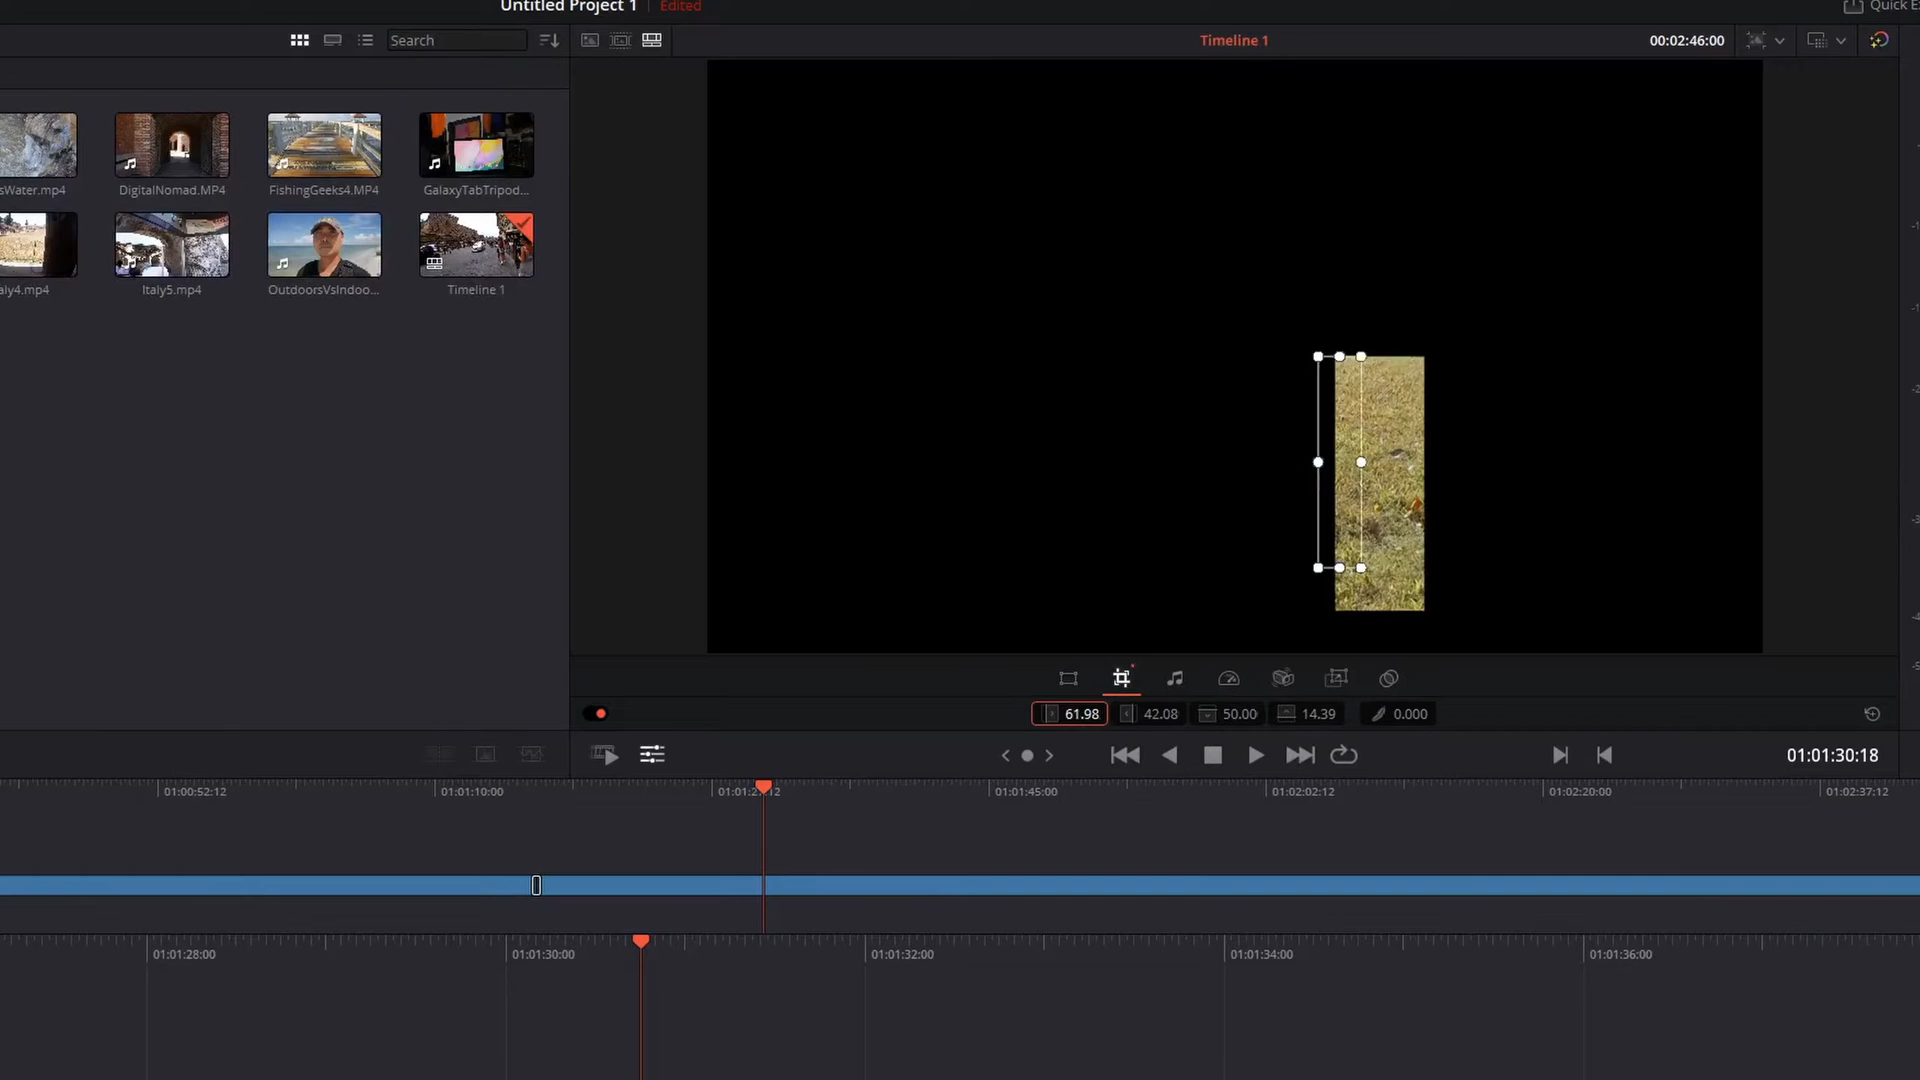 Untitled Project 1 Edited Quick E
Search Timeline 1 00:02:46:00
sWater.mp4 DigitalNomad.MP4 FishingGeeks4.MP4 GalaxyTabTripod...
aly4.mp4 Italy5.mp4 OutdoorsVsIndoo... Timeline 1
61.98 42.08 50.00 14.39 0.000
01:01:30:18
01:00:52:12 01:01:10:00 01:01:27:12 01:01:45:00 01:02:02:12 01:02:20:00 01:02:37:12
01:01:28:00 01:01:30:00 01:01:32:00 01:01:34:00 01:01:36:00